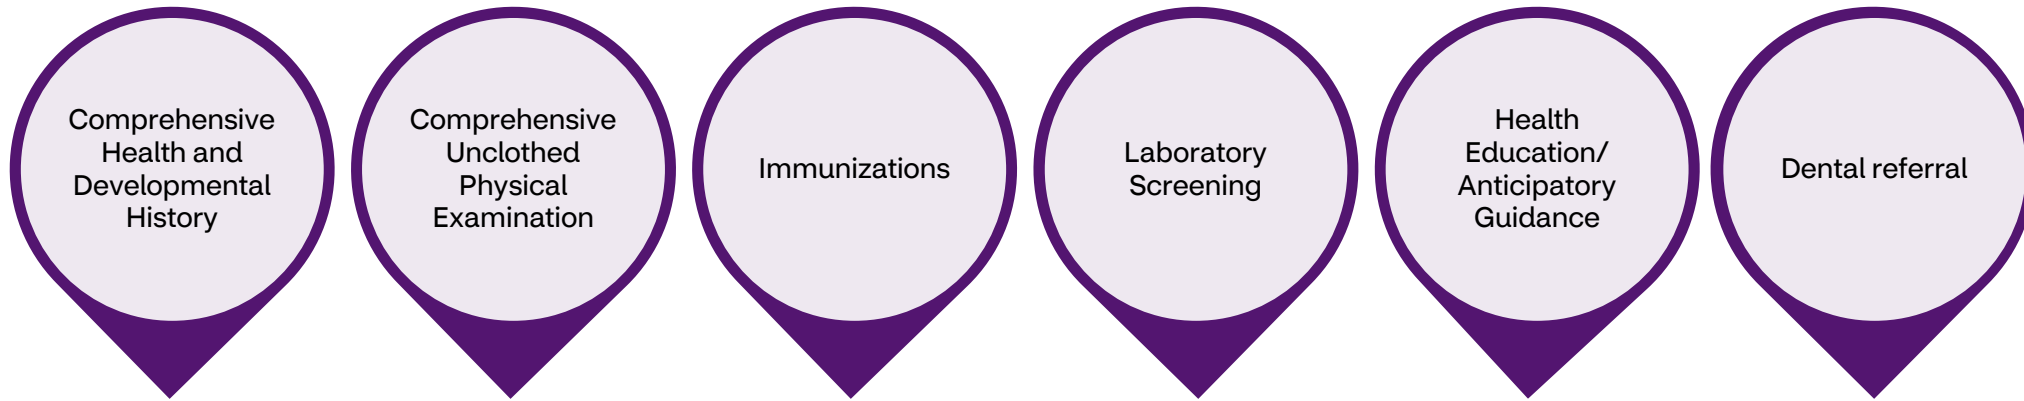 Comprehensive
Health and
Developmental
History
Comprehensive
Unclothed
Physical
Examination
Immunizations
Laboratory
Screening
Health
Education/
Anticipatory
Guidance
Dental referral